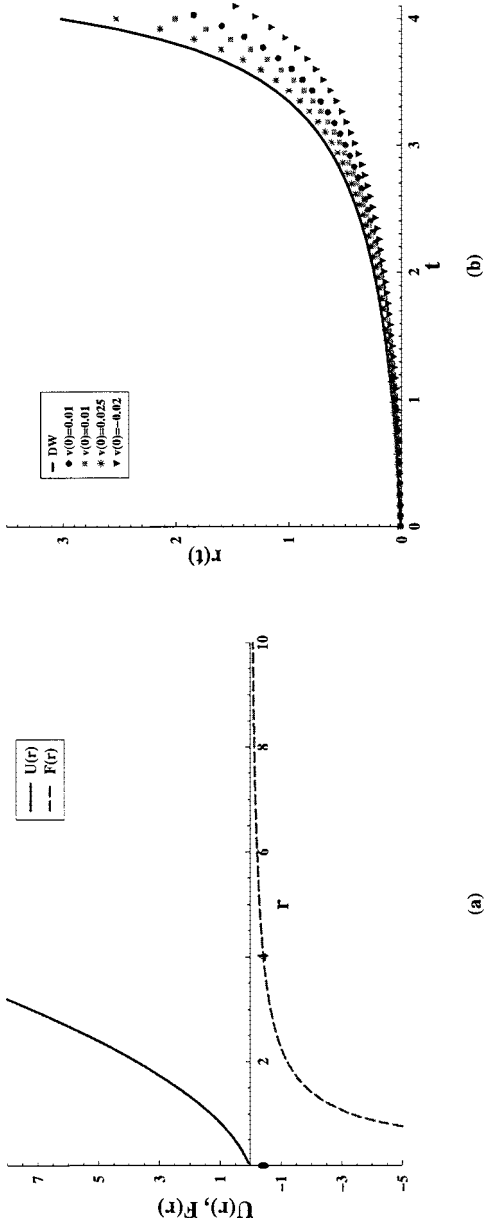 U(r)
F(r)
7
5
3
1
-1
-3
-5
2
4
6
8
10
r
U(r), F(r)
(a)
DW
v(0)=0.01
v(0)=0.01
v(0)=0.025
v(0)=-0.02
3
2
1
0
0
1
2
3
4
r(t)
t
(b)